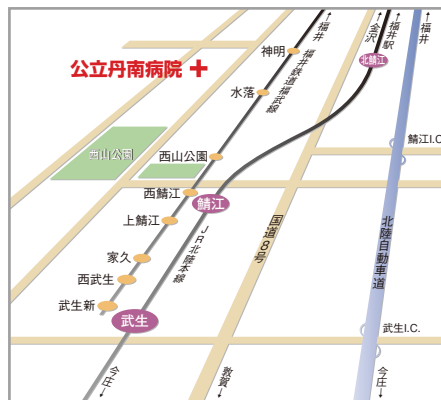 ↑福井
↑金沢
↑福井駅
↑福井
神明
福井鉄道福武線
北鯖江
公立丹南病院
水落
鯖江I.C.
西山公園
西山公園
西鯖江
鯖江
上鯖江
国道8号
JR北陸本線
北陸自動車道
家久
西武生
武生新
武生
武生I.C.
今庄↓
敦賀↓
今庄↓